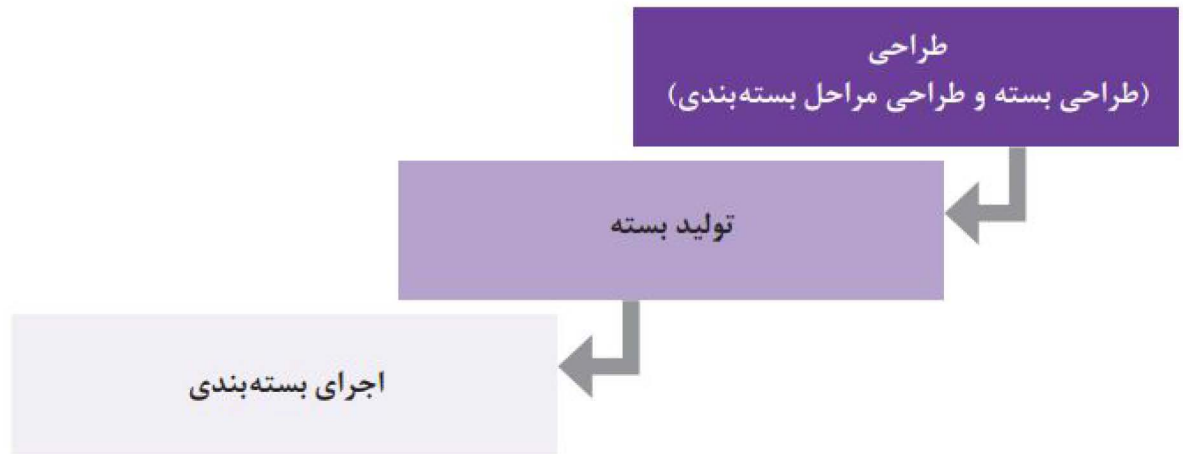 طراحی
(طراحی بسته و طراحی مراحل بسته‌بندی)
تولید بسته
اجرای بسته‌بندی